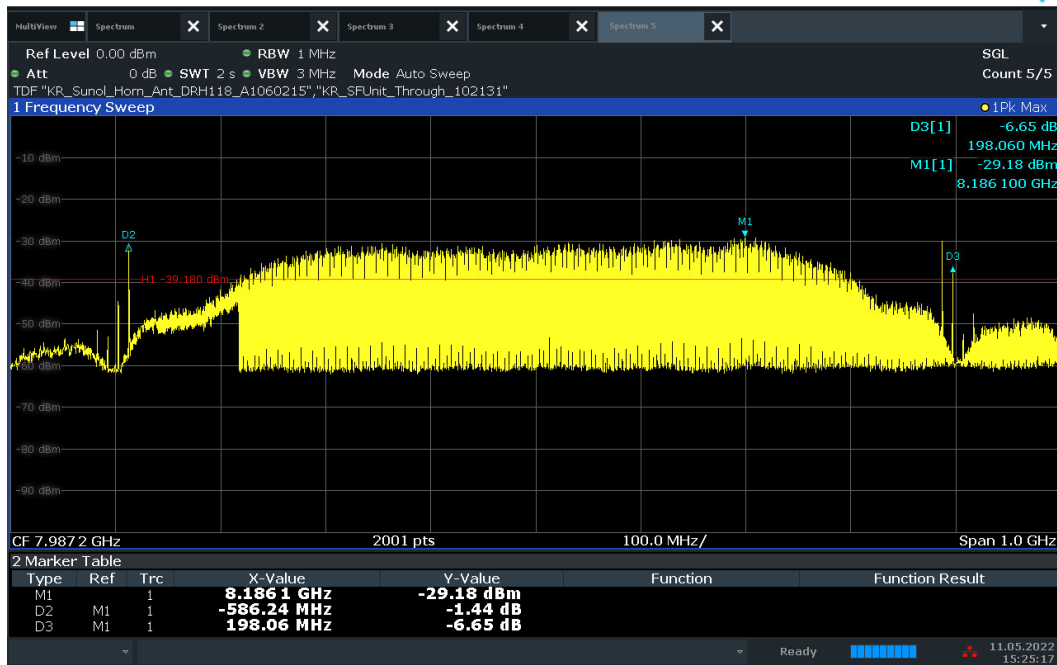 MultiView Spectrum Spectrum 2 Spectrum 3 Spectrum 4 Spectrum 5
Ref Level 0.00 dBm RBW 1 MHz SGL
Att 0 dB SWT 2 s VBW 3 MHz Mode Auto Sweep Count 5/5
TDF "KR_Sunol_Horn_Ant_DRH118_A1060215","KR_SFUnit_Through_102131"
1 Frequency Sweep 1Pk Max
D3[1] -6.65 dB
198.060 MHz
-10 dBm
M1[1] -29.18 dBm
8.186 100 GHz
-20 dBm
M1
D2
-30 dBm
D3
H1 -39.180 dBm
-40 dBm
-50 dBm
-60 dBm
-70 dBm
-80 dBm
-90 dBm
CF 7.9872 GHz 2001 pts 100.0 MHz/ Span 1.0 GHz
2 Marker Table
Type Ref Trc X-Value Y-Value Function Function Result
M1 1 8.1861 GHz -29.18 dBm
D2 M1 1 -586.24 MHz -1.44 dB
D3 M1 1 198.06 MHz -6.65 dB
Ready 11.05.2022
15:25:17